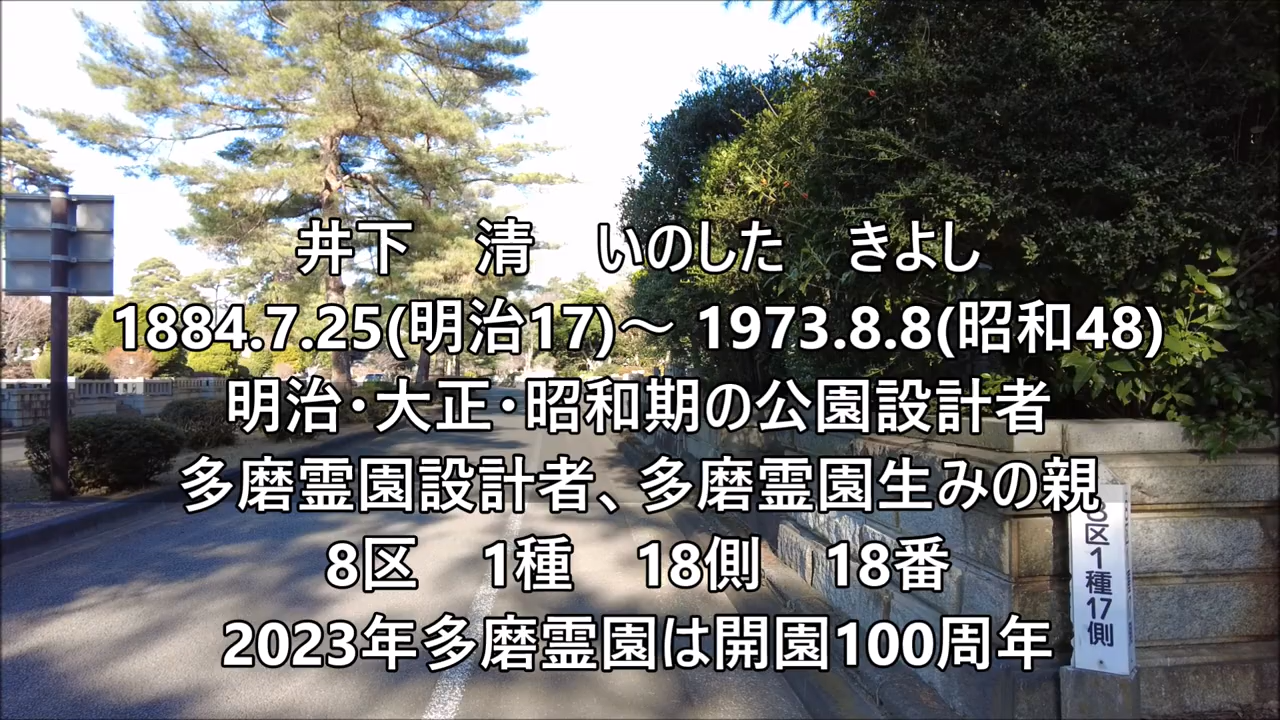 井下　清　いのした　きよし
1884.7.25(明治17)～ 1973.8.8(昭和48)
明治・大正・昭和期の公園設計者
多磨霊園設計者、多磨霊園生みの親
8区　1種　18側　18番
2023年多磨霊園は開園100周年
8区1種17側